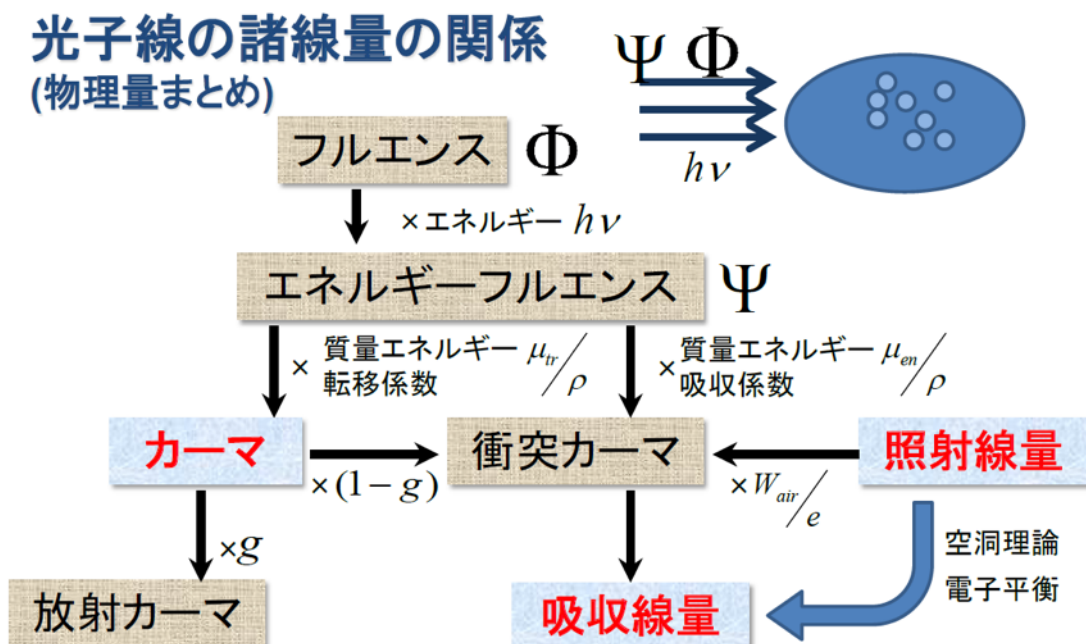 光子線の諸線量の関係
(物理量まとめ)
Ψ Φ
hν
フルエンス Φ
×エネルギー hν
エネルギーフルエンス Ψ
× 質量エネルギー μtr/ρ
転移係数
×質量エネルギー μen/ρ
吸収係数
カーマ
×(1−g)
衝突カーマ
×Wair/e
照射線量
×g
放射カーマ
吸収線量
空洞理論
電子平衡